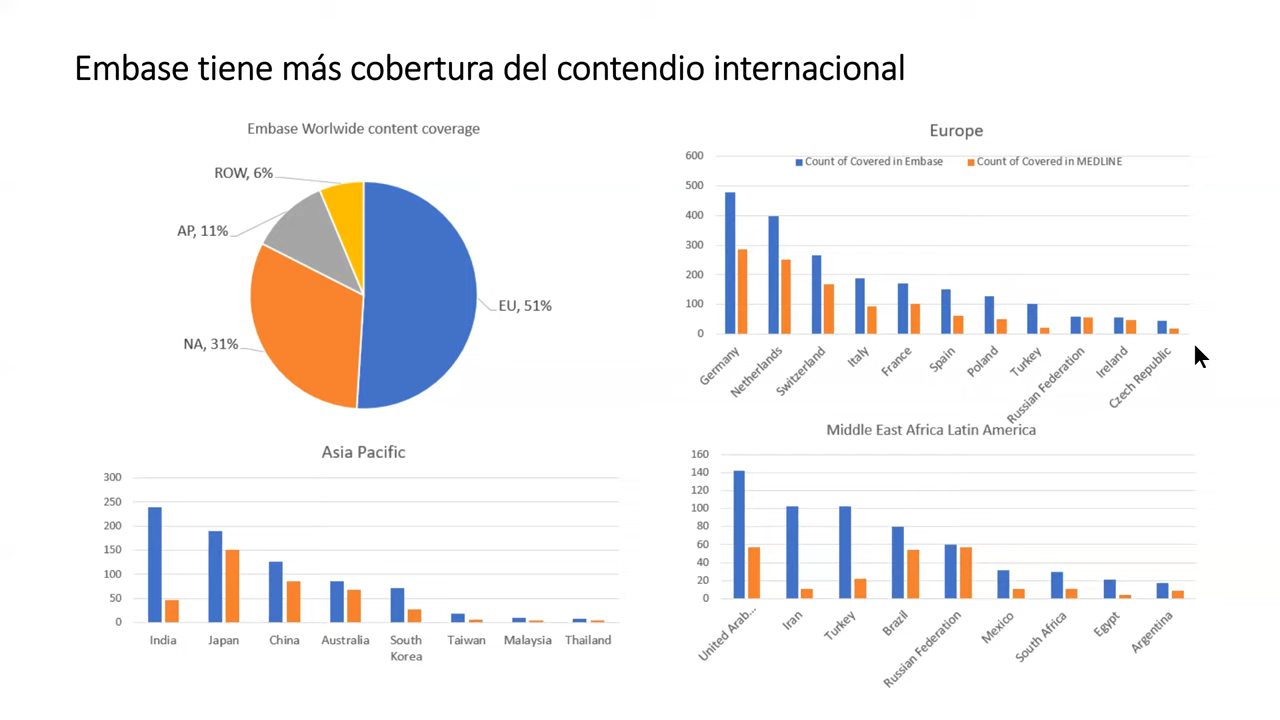 Embase tiene más cobertura del contendio internacional
Embase Worlwide content coverage
ROW, 6%
AP, 11%
NA, 31%
EU, 51%
Europe
Count of Covered in Embase
Count of Covered in MEDLINE
600
500
400
300
200
100
0
Germany
Netherlands
Switzerland
Italy
France
Spain
Poland
Turkey
Russian Federation
Ireland
Czech Republic
Asia Pacific
300
250
200
150
100
50
0
India
Japan
China
Australia
South
Korea
Taiwan
Malaysia
Thailand
Middle East Africa Latin America
160
140
120
100
80
60
40
20
0
United Arab...
Iran
Turkey
Brazil
Russian Federation
Mexico
South Africa
Egypt
Argentina